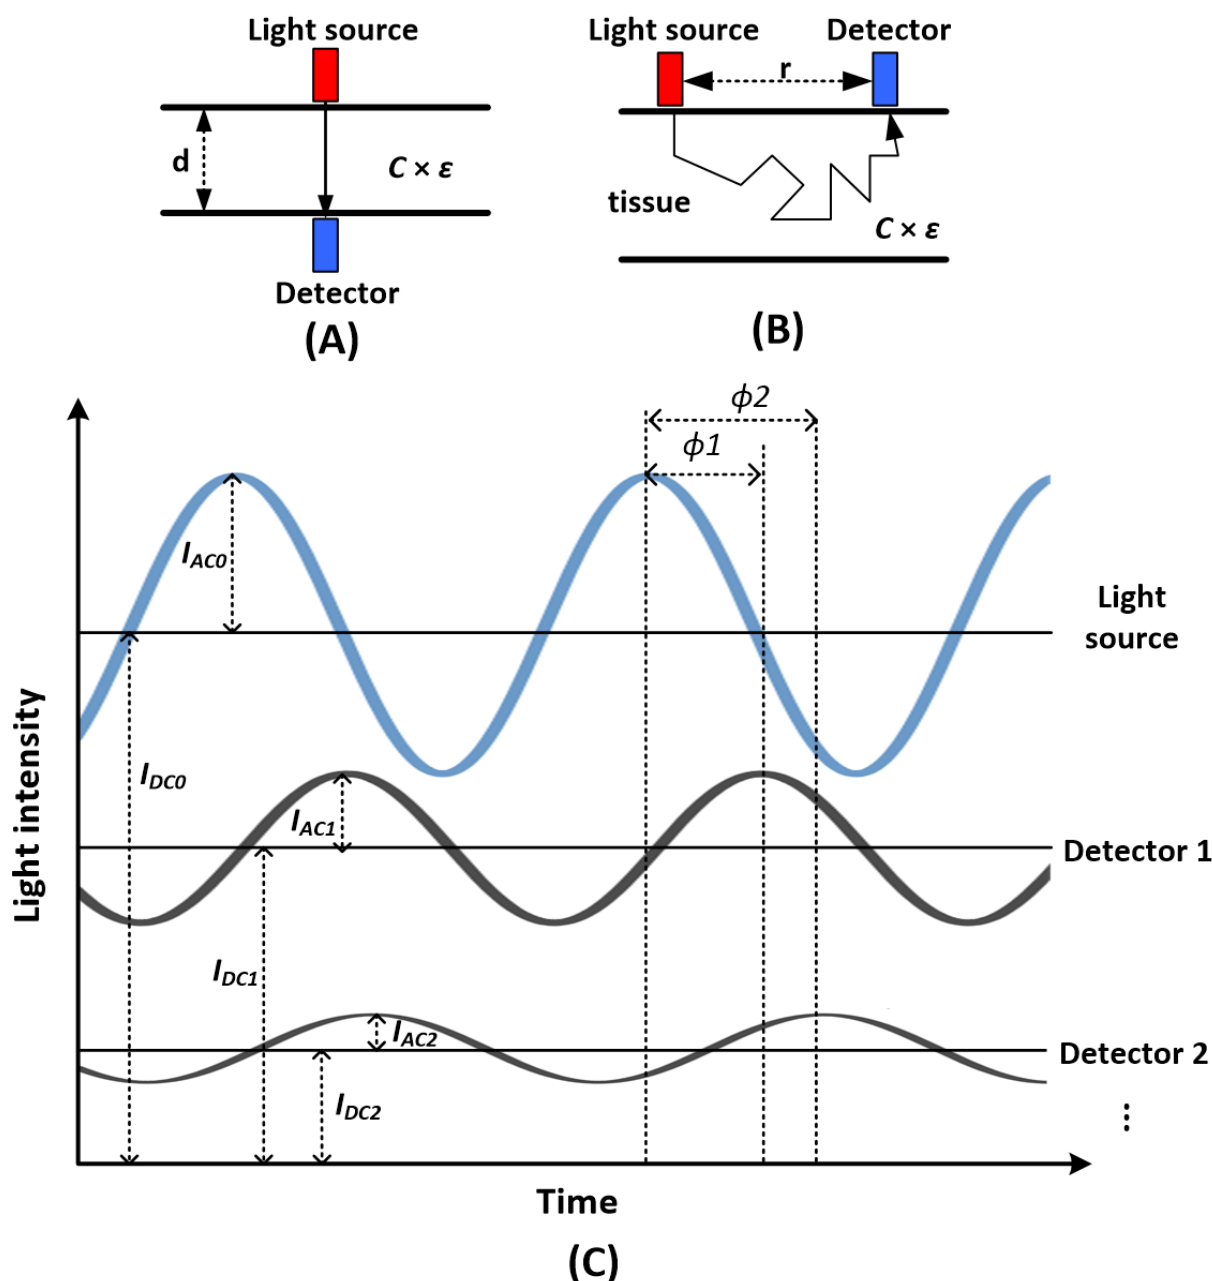 Light source
d
C × ε
Detector
(A)
Light source
Detector
r
tissue
C × ε
(B)
ϕ2
ϕ1
I_AC0
Light
source
I_DC0
I_AC1
Detector 1
I_DC1
I_AC2
Detector 2
I_DC2
⋮
Light intensity
Time
(C)